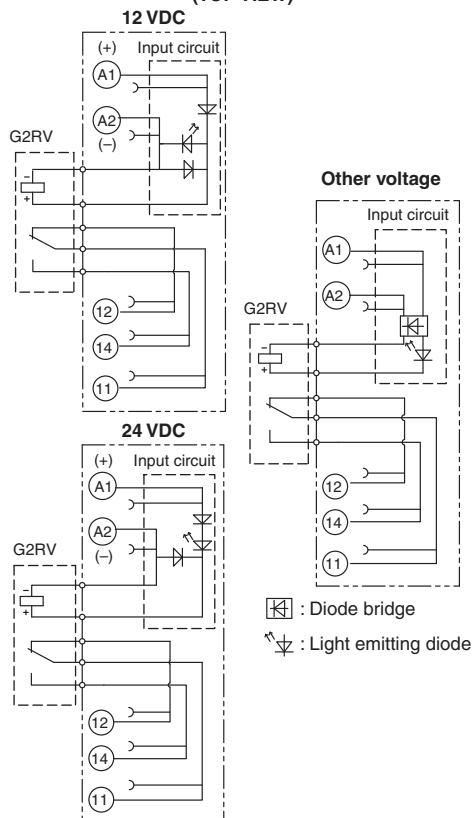 12 VDC
(+) Input circuit
A1
A2
(–)
G2RV
–
+
12
14
11
24 VDC
(+) Input circuit
A1
A2
(–)
G2RV
–
+
12
14
11
Other voltage
Input circuit
A1
A2
G2RV
–
+
12
14
11
: Diode bridge
: Light emitting diode